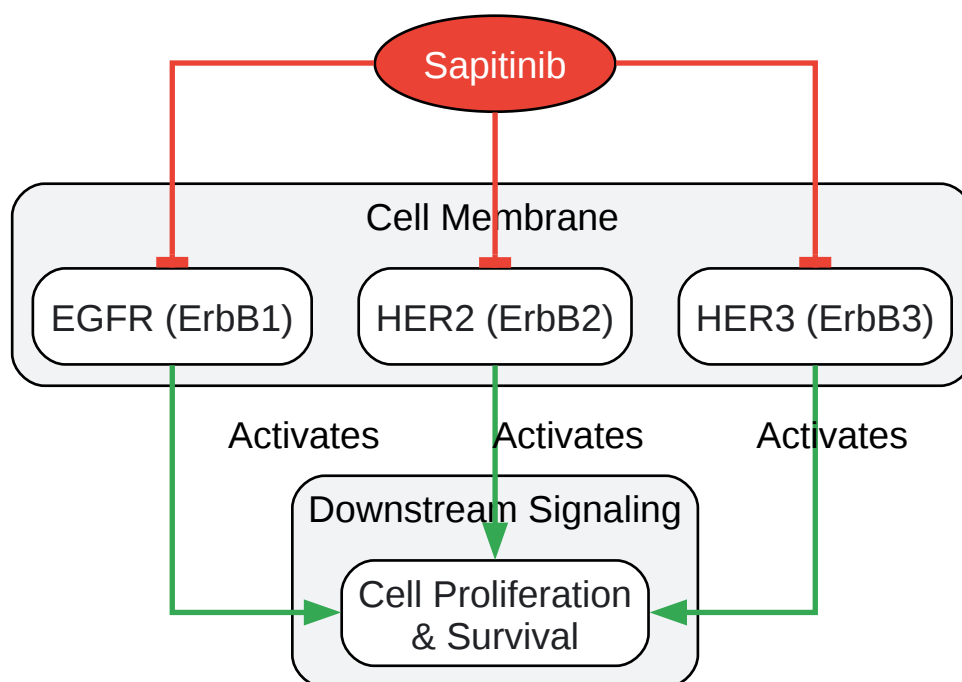 Sapitinib
Cell Membrane
EGFR (ErbB1)
HER2 (ErbB2)
HER3 (ErbB3)
Activates
Activates
Activates
Downstream Signaling
Cell Proliferation
& Survival